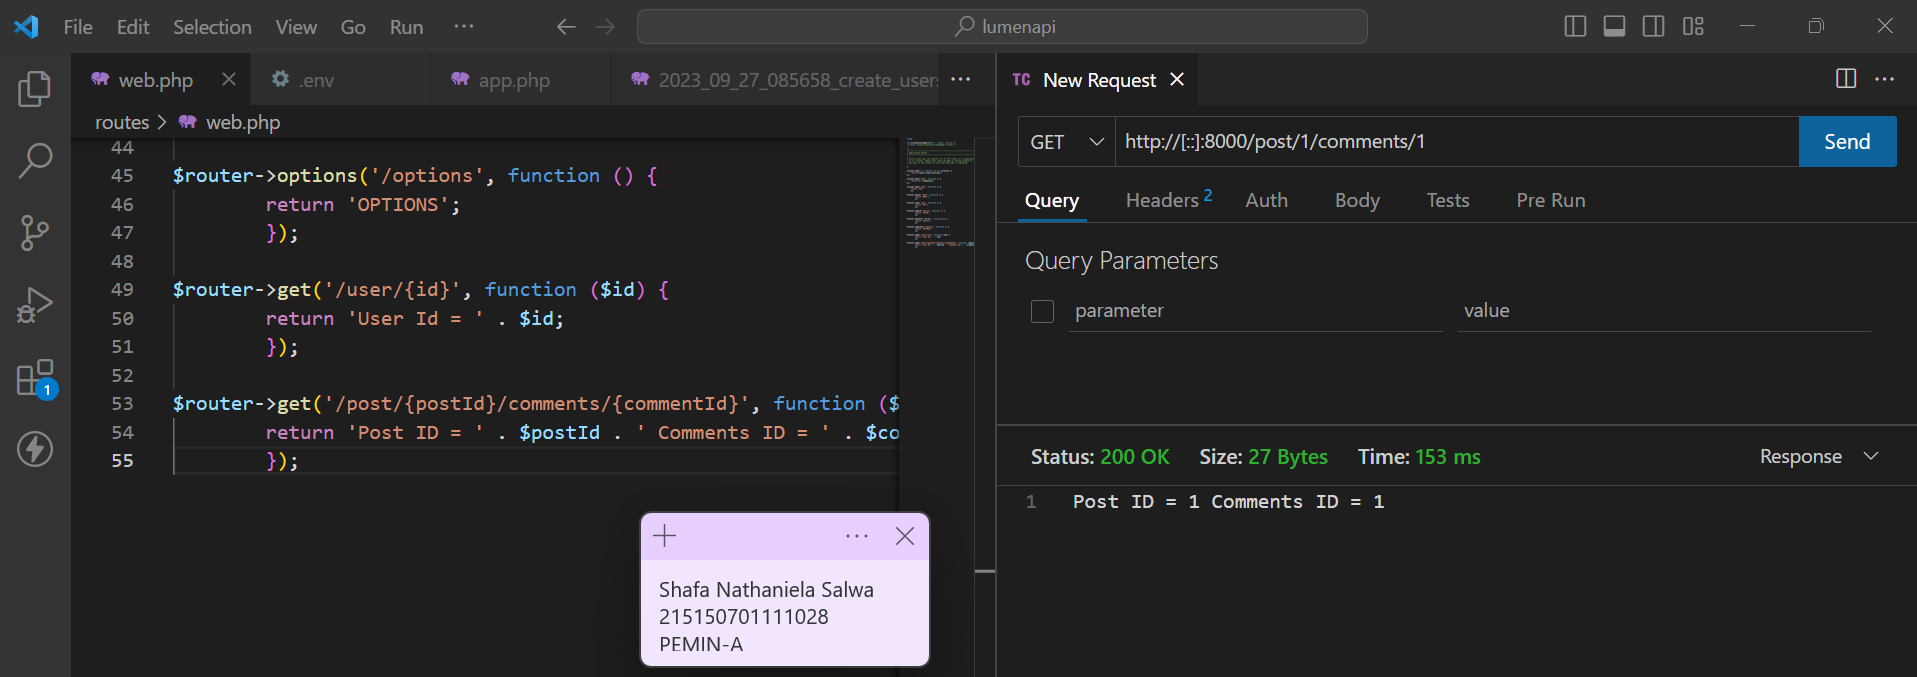 File Edit Selection View Go Run ···
lumenapi
web.php
.env
app.php
2023_09_27_085658_create_users
···
routes > web.php
44
45 $router->options('/options', function () {
46 return 'OPTIONS';
47 });
48
49 $router->get('/user/{id}', function ($id) {
50 return 'User Id = ' . $id;
51 });
52
53 $router->get('/post/{postId}/comments/{commentId}', function ($
54 return 'Post ID = ' . $postId . ' Comments ID = ' . $co
55 });
1
Shafa Nathaniela Salwa
215150701111028
PEMIN-A
TC New Request
GET http://[::]:8000/post/1/comments/1 Send
Query Headers 2 Auth Body Tests Pre Run
Query Parameters
parameter value
Status: 200 OK Size: 27 Bytes Time: 153 ms Response
1 Post ID = 1 Comments ID = 1